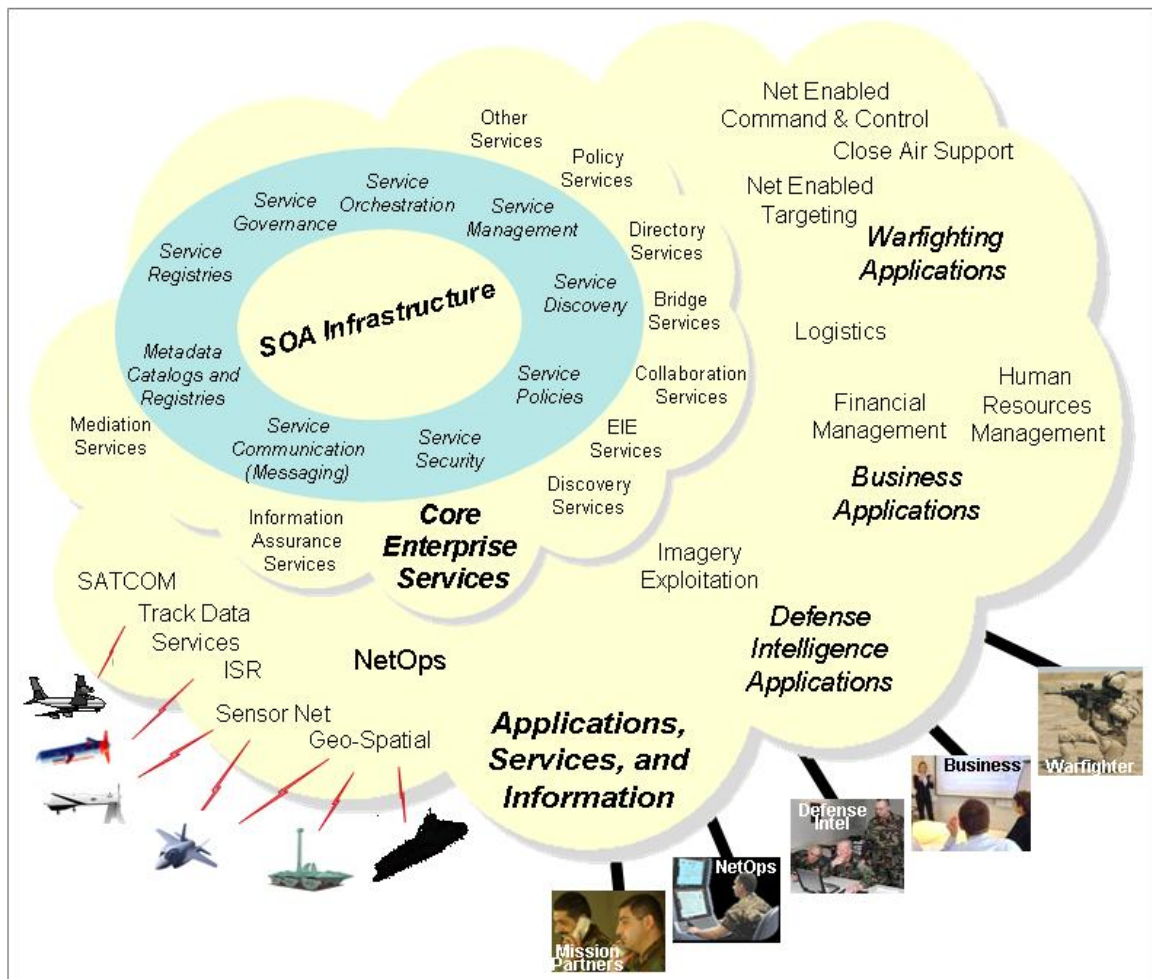 Net Enabled
Command & Control
Close Air Support
Net Enabled
Targeting
Warfighting
Applications
Other
Services
Policy
Services
Directory
Services
Bridge
Services
Collaboration
Services
EIE
Services
Discovery
Services
Service
Orchestration
Service
Governance
Service
Management
Service
Registries
Service
Discovery
SOA Infrastructure
Metadata
Catalogs and
Registries
Service
Policies
Service
Communication
(Messaging)
Service
Security
Mediation
Services
Information
Assurance
Services
Core
Enterprise
Services
Logistics
Human
Resources
Management
Financial
Management
Business
Applications
Imagery
Exploitation
Defense
Intelligence
Applications
SATCOM
Track Data
Services
ISR
NetOps
Sensor Net
Geo-Spatial
Applications,
Services, and
Information
Warfighter
Business
Defense
Intel
NetOps
Mission
Partners